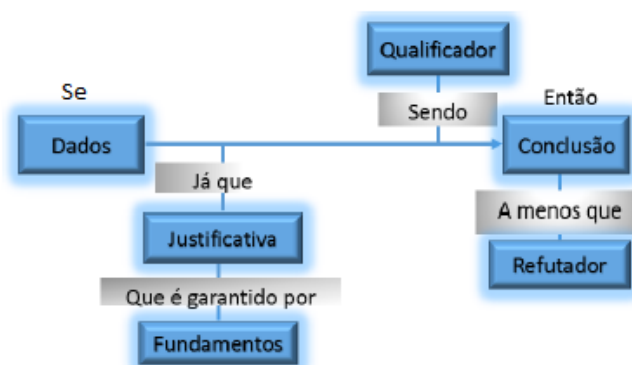 Qualificador
Se
Sendo
Então
Dados
Conclusão
Já que
A menos que
Justificativa
Refutador
Que é garantido por
Fundamentos